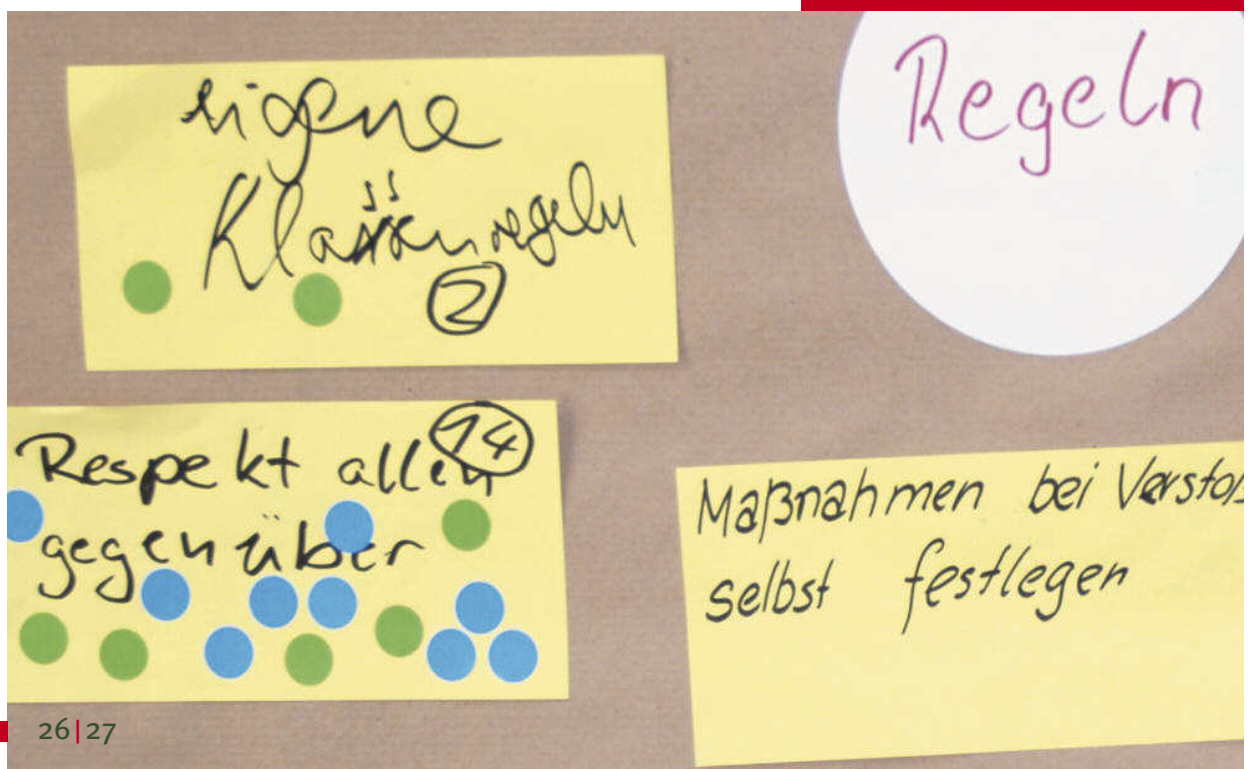 Regeln
eigene
Klassenregeln
2
Respekt allen
14
gegenüber
Maßnahmen bei Verstoß
selbst festlegen
26|27